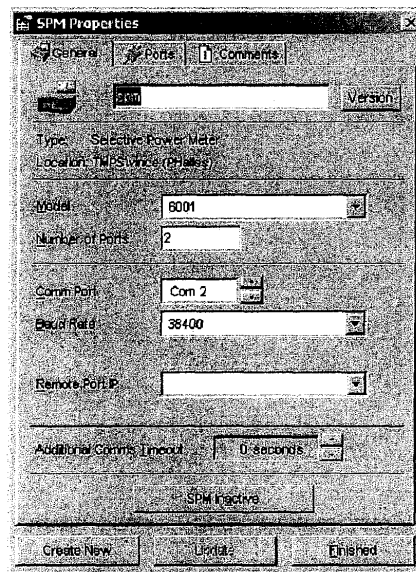 SPM Properties
General Ports Comments
spm Version
Type: Selective Power Meter
Location:
Model: 6001
Number of Ports 2
Comm Port Com 2
Baud Rate 38400
Remote Port IP
Additional Comms Timeout 0 seconds
SPM Inactive
Create New Update Finished